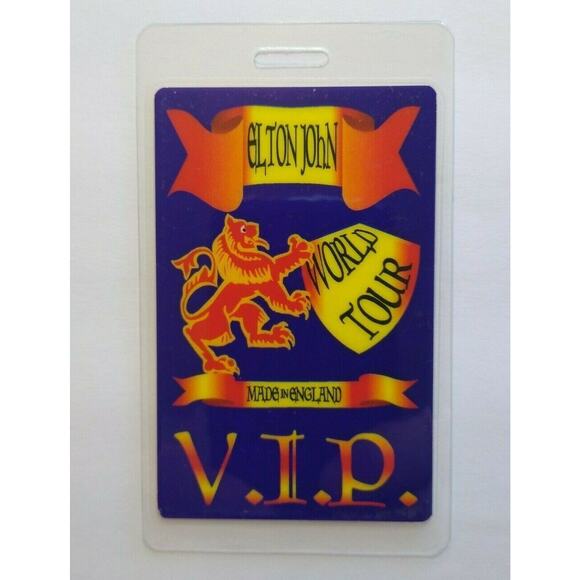 ELTON JOHN
WORLD
TOUR
MADE IN ENGLAND
V.I.P.